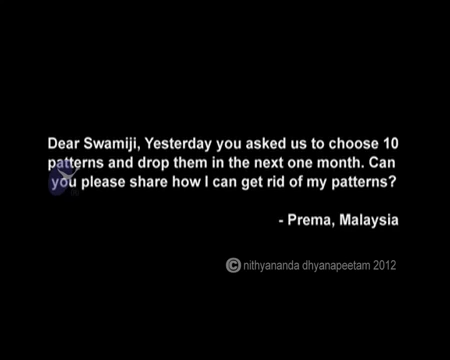 Dear Swamiji, Yesterday you asked us to choose 10
patterns and drop them in the next one month. Can
you please share how I can get rid of my patterns?
- Prema, Malaysia
© nithyananda dhyanapeetam 2012